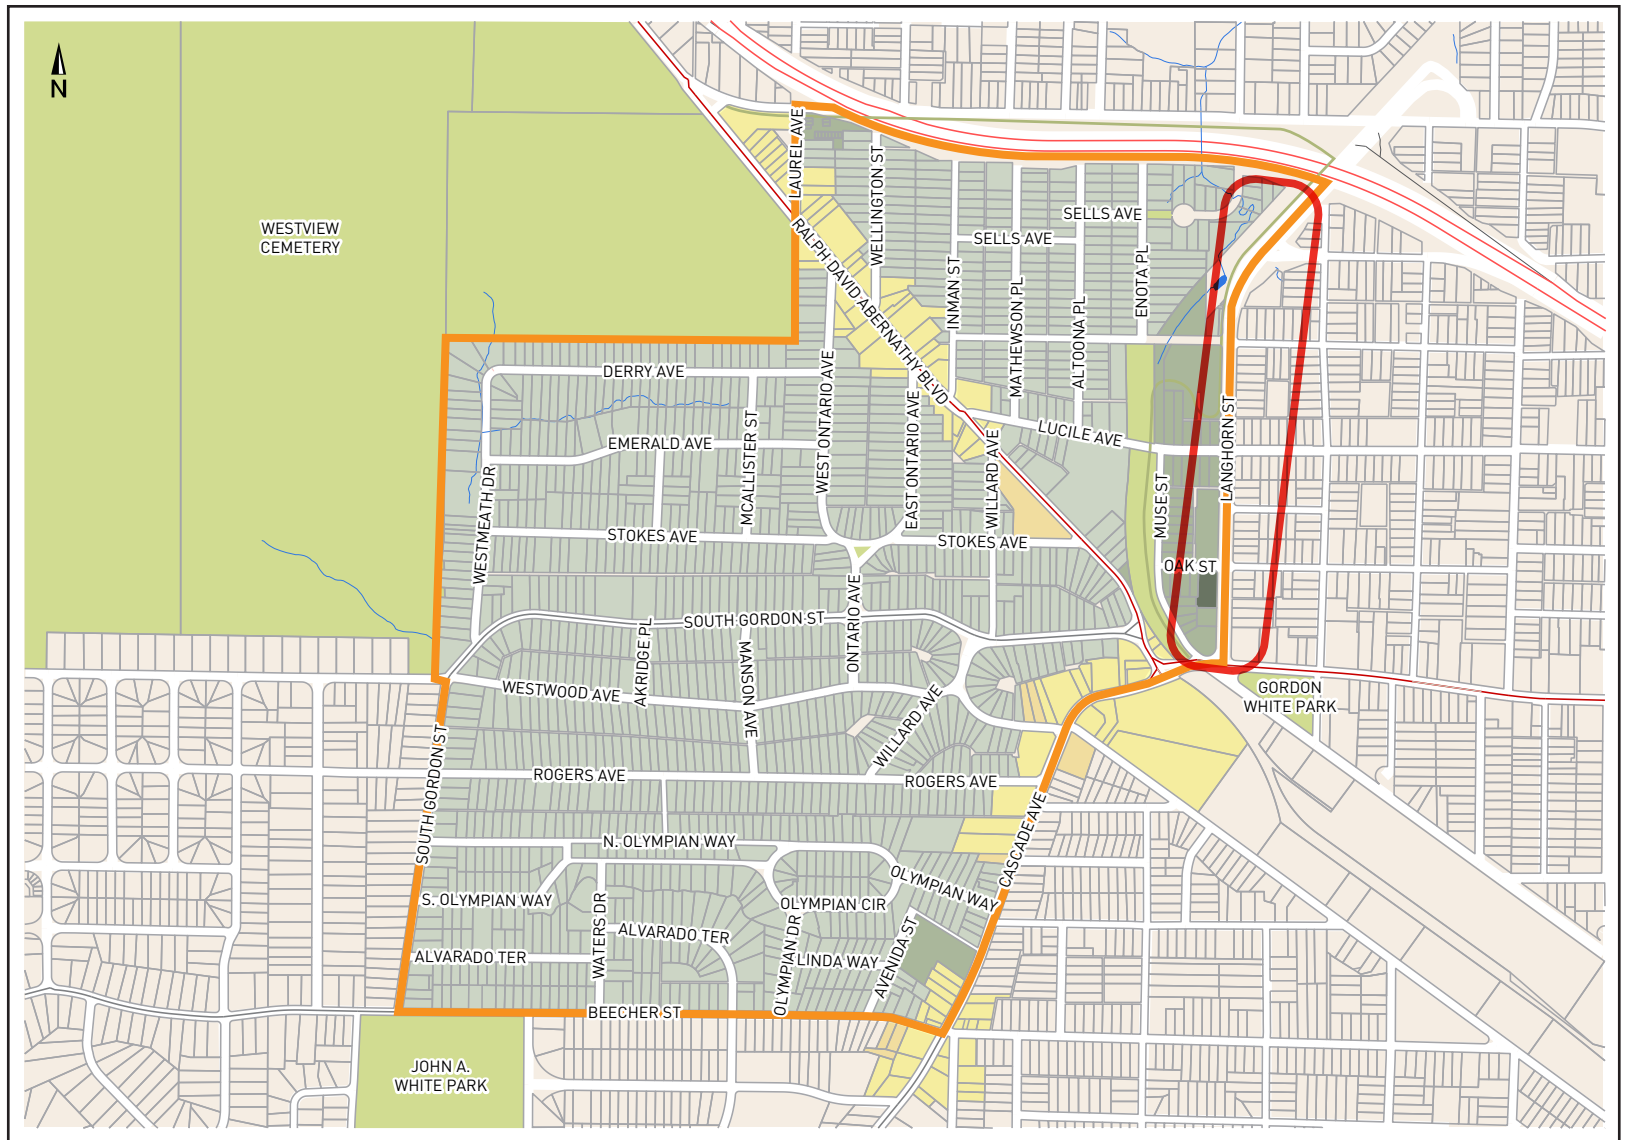 N
LAUREL AVE
WELLINGTON ST
WESTVIEW
CEMETERY
SELLS AVE
SELLS AVE
RALPH DAVID ABERNATHY BLVD
INMAN ST
MATHEWSON PL
ALTOONA PL
ENOTA PL
DERRY AVE
WEST ONTARIO AVE
EAST ONTARIO AVE
MCALLISTER ST
EMERALD AVE
LUCILE AVE
LANGHORN ST
WESTMEATH DR
WILLARD AVE
MUSE ST
STOKES AVE
STOKES AVE
OAK ST
SOUTH GORDON ST
ONTARIO AVE
AKRIDGE PL
MANSON AVE
WESTWOOD AVE
WILLARD AVE
GORDON
WHITE PARK
SOUTH GORDON ST
ROGERS AVE
ROGERS AVE
CASCADE AVE
N. OLYMPIAN WAY
OLYMPIAN WAY
S. OLYMPIAN WAY
OLYMPIAN CIR
WATERS DR
ALVARADO TER
OLYMPIAN DR
AVENIDA ST
ALVARADO TER
LINDA WAY
BEECHER ST
JOHN A.
WHITE PARK